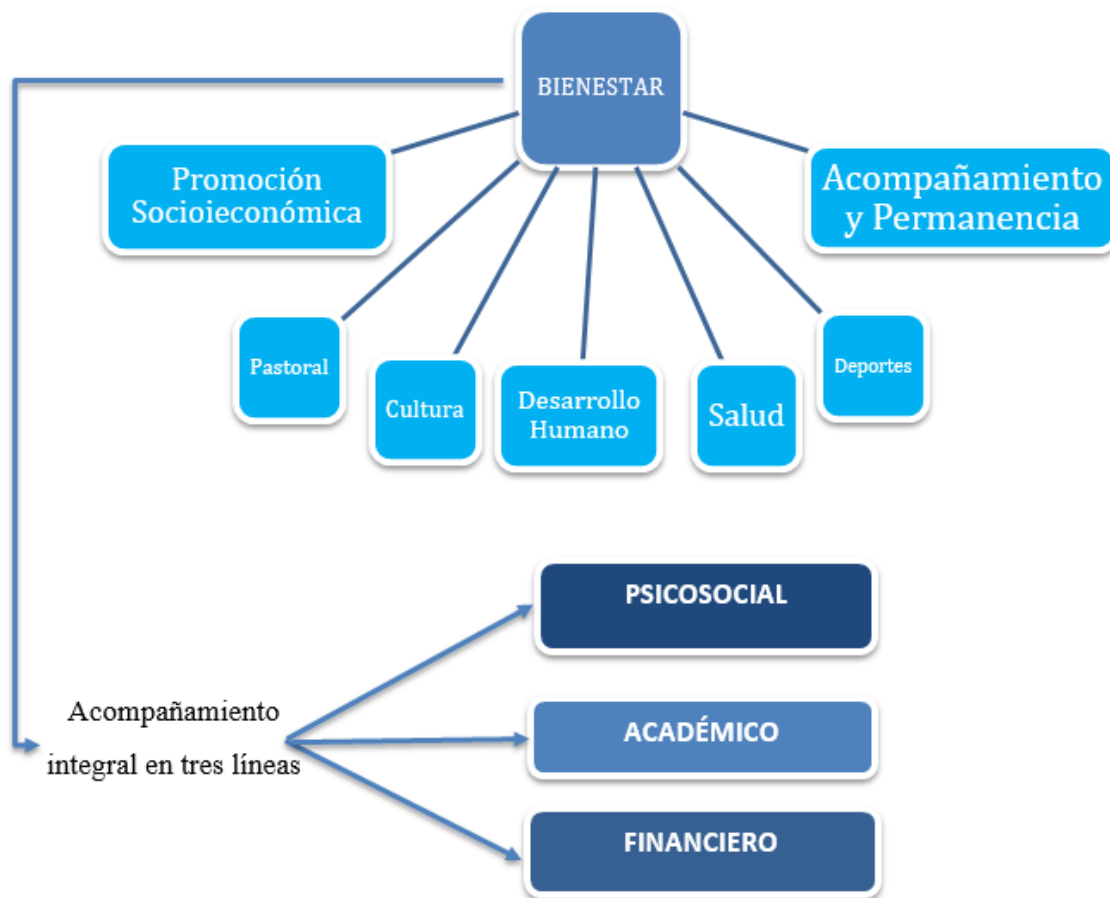 BIENESTAR
Promoción
Socioieconómica
Acompañamiento
y Permanencia
Pastoral
Cultura
Desarrollo
Humano
Salud
Deportes
PSICOSOCIAL
Acompañamiento
integral en tres líneas
ACADÉMICO
FINANCIERO